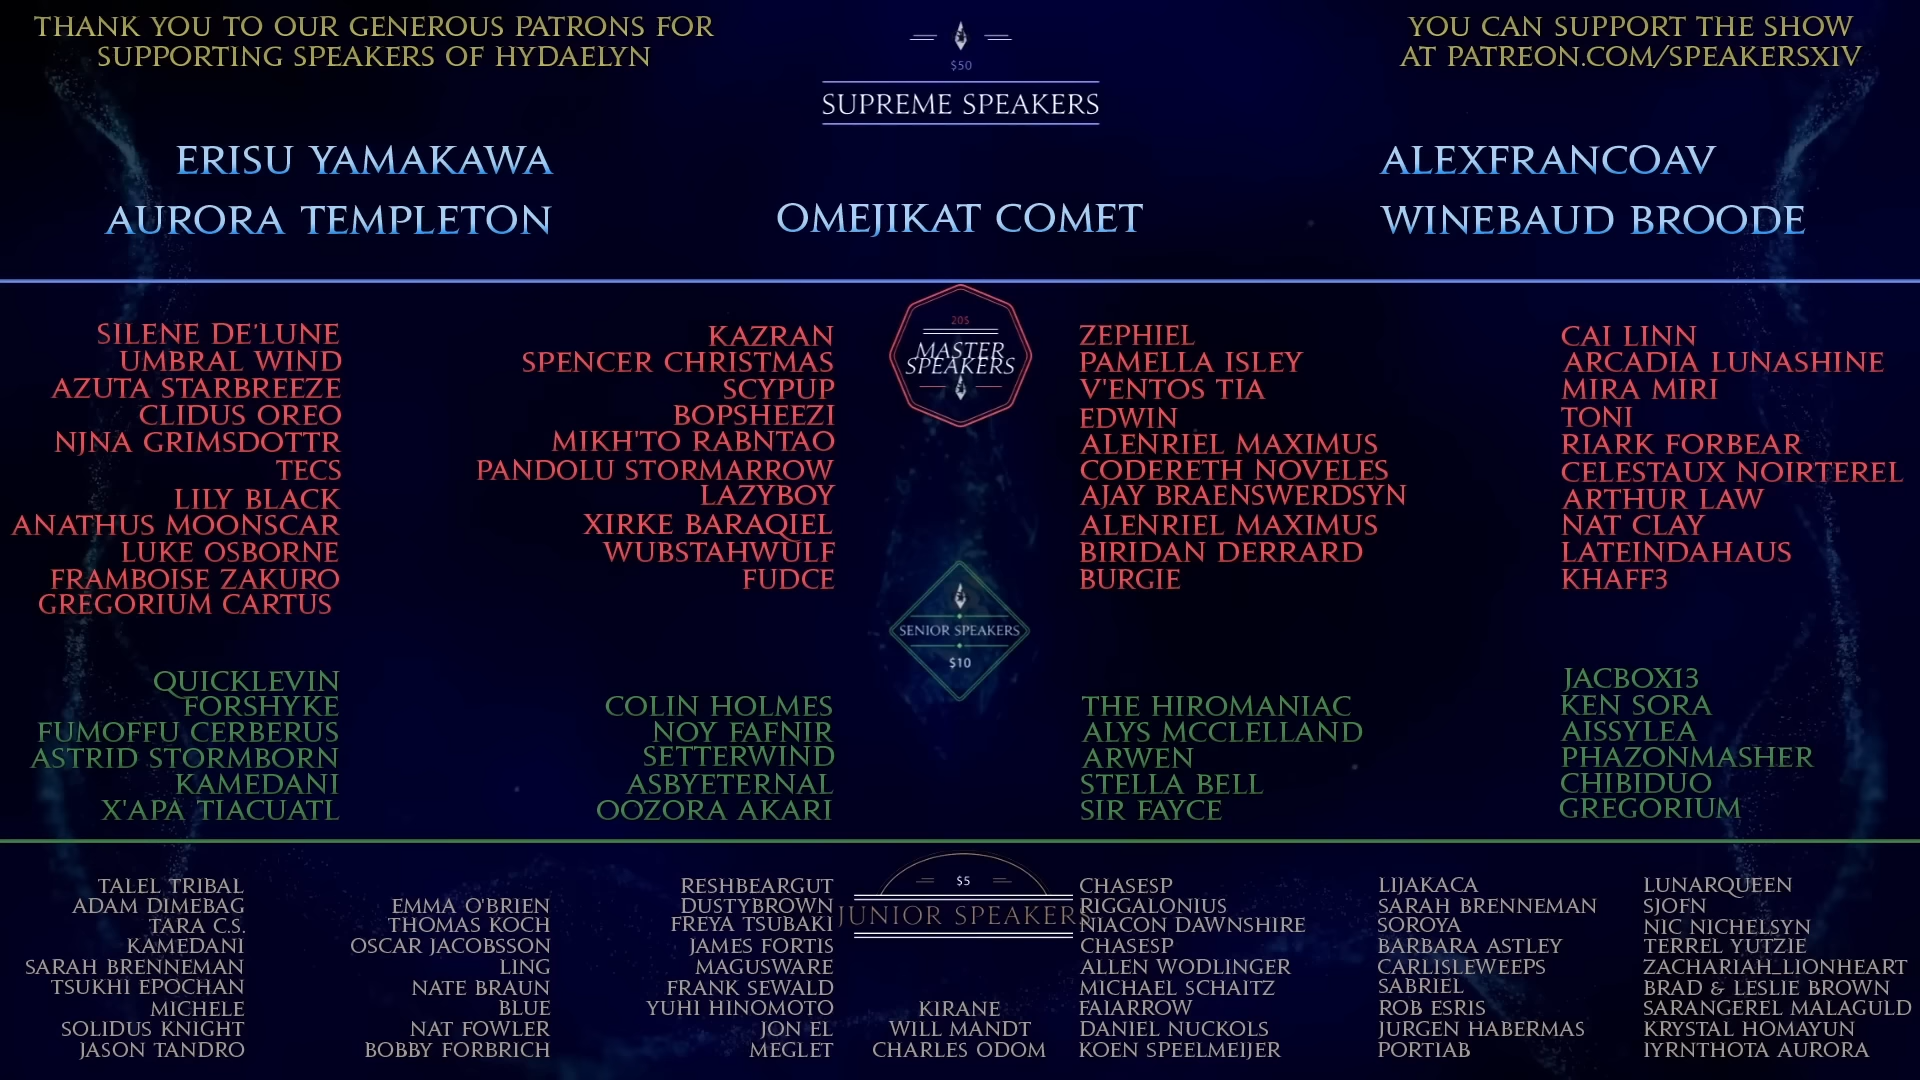 THANK YOU TO OUR GENEROUS PATRONS FOR
SUPPORTING SPEAKERS OF HYDAELYN
$50
SUPREME SPEAKERS
YOU CAN SUPPORT THE SHOW
AT PATREON.COM/SPEAKERSXIV
ERISU YAMAKAWA
AURORA TEMPLETON
OMEJIKAT COMET
ALEXFRANCOAV
WINEBAUD BROODE
20$
MASTER
SPEAKERS
SILENE DE'LUNE
UMBRAL WIND
AZUTA STARBREEZE
CLIDUS OREO
NJNA GRIMSDOTTR
TECS
LILY BLACK
ANATHUS MOONSCAR
LUKE OSBORNE
FRAMBOISE ZAKURO
GREGORIUM CARTUS
KAZRAN
SPENCER CHRISTMAS
SCYPUP
BOPSHEEZI
MIKH'TO RABNTAO
PANDOLU STORMARROW
LAZYBOY
XIRKE BARAQIEL
WUBSTAHWULF
FUDCE
ZEPHIEL
PAMELLA ISLEY
V'ENTOS TIA
EDWIN
ALENRIEL MAXIMUS
CODERETH NOVELES
AJAY BRAENSWERDSYN
ALENRIEL MAXIMUS
BIRIDAN DERRARD
BURGIE
CAI LINN
ARCADIA LUNASHINE
MIRA MIRI
TONI
RIARK FORBEAR
CELESTAUX NOIRTEREL
ARTHUR LAW
NAT CLAY
LATEINDAHAUS
KHAFF3
SENIOR SPEAKERS
$10
QUICKLEVIN
FORSHYKE
FUMOFFU CERBERUS
ASTRID STORMBORN
KAMEDANI
X'APA TIACUATL
COLIN HOLMES
NOY FAFNIR
SETTERWIND
ASBYETERNAL
OOZORA AKARI
THE HIROMANIAC
ALYS MCCLELLAND
ARWEN
STELLA BELL
SIR FAYCE
JACBOX13
KEN SORA
AISSYLEA
PHAZONMASHER
CHIBIDUO
GREGORIUM
$5
JUNIOR SPEAKERS
TALEL TRIBAL
ADAM DIMEBAG
TARA C.S.
KAMEDANI
SARAH BRENNEMAN
TSUKHI EPOCHAN
MICHELE
SOLIDUS KNIGHT
JASON TANDRO
EMMA O'BRIEN
THOMAS KOCH
OSCAR JACOBSSON
LING
NATE BRAUN
BLUE
NAT FOWLER
BOBBY FORBRICH
RESHBEARGUT
DUSTYBROWN
FREYA TSUBAKI
JAMES FORTIS
MAGUSWARE
FRANK SEWALD
YUHI HINOMOTO
JON EL
MEGLET
KIRANE
WILL MANDT
CHARLES ODOM
CHASESP
RIGGALONIUS
NIACON DAWNSHIRE
CHASESP
ALLEN WODLINGER
MICHAEL SCHAITZ
FAIARROW
DANIEL NUCKOLS
KOEN SPEELMEIJER
LIJAKACA
SARAH BRENNEMAN
SOROYA
BARBARA ASTLEY
CARLISLEWEEPS
SABRIEL
ROB ESRIS
JURGEN HABERMAS
PORTIAB
LUNARQUEEN
SJOFN
NIC NICHELSYN
TERREL YUTZIE
ZACHARIAH_LIONHEART
BRAD & LESLIE BROWN
SARANGEREL MALAGULD
KRYSTAL HOMAYUN
IYRNTHOTA AURORA